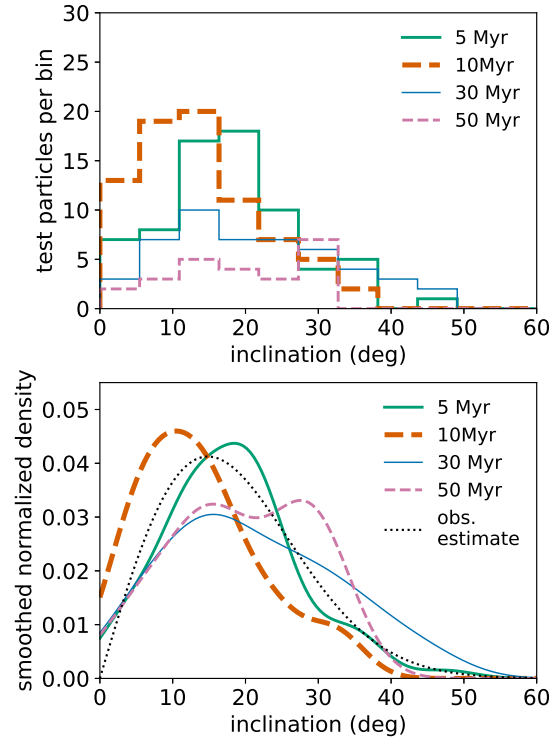 30
25
20
15
10
5
0
test particles per bin
5 Myr
10Myr
30 Myr
50 Myr
0 10 20 30 40 50 60
inclination (deg)
0.05
0.04
0.03
0.02
0.01
0.00
smoothed normalized density
5 Myr
10Myr
30 Myr
50 Myr
obs.
estimate
0 10 20 30 40 50 60
inclination (deg)